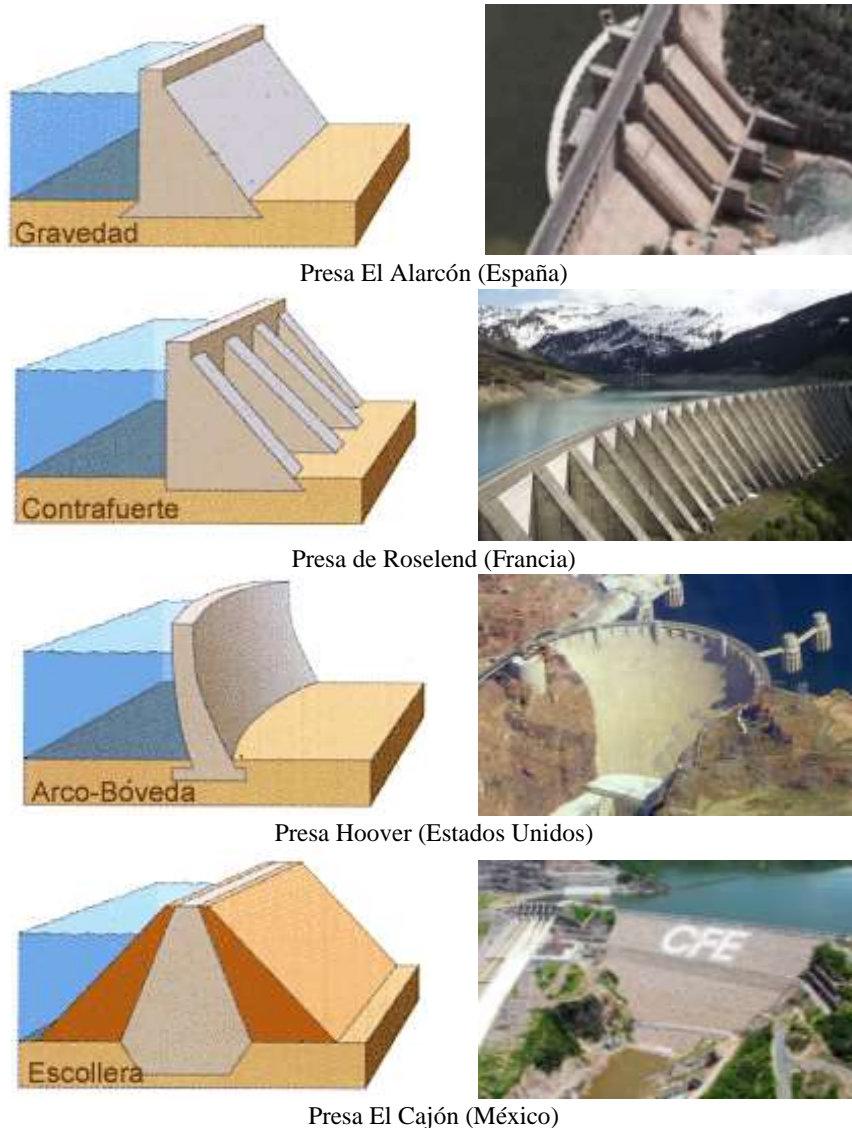 Gravedad
Presa El Alarcón (España)
Contrafuerte
Presa de Roselend (Francia)
Arco-Bóveda
Presa Hoover (Estados Unidos)
CFE
Escollera
Presa El Cajón (México)